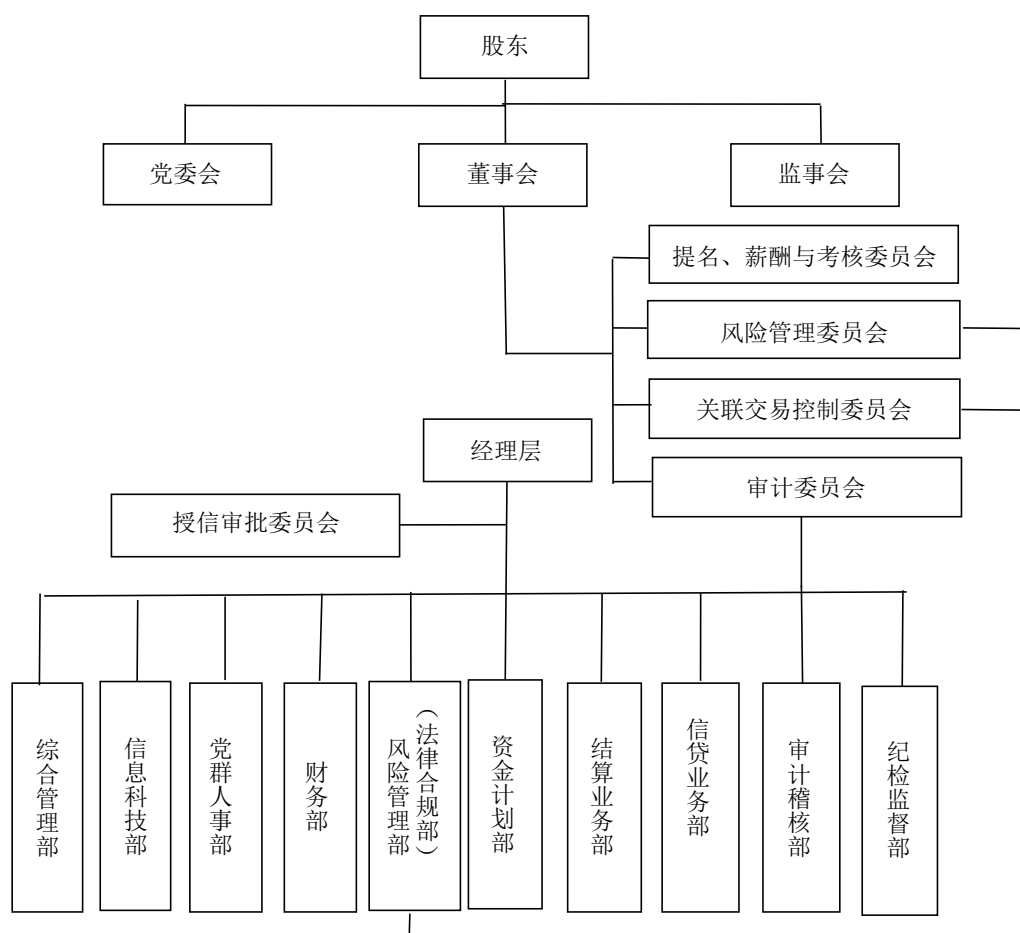 股东
党委会
董事会
监事会
提名、薪酬与考核委员会
风险管理委员会
关联交易控制委员会
经理层
审计委员会
授信审批委员会
综合管理部
信息科技部
党群人事部
财务部
风险管理部
（法律合规部）
资金计划部
结算业务部
信贷业务部
审计稽核部
纪检监督部